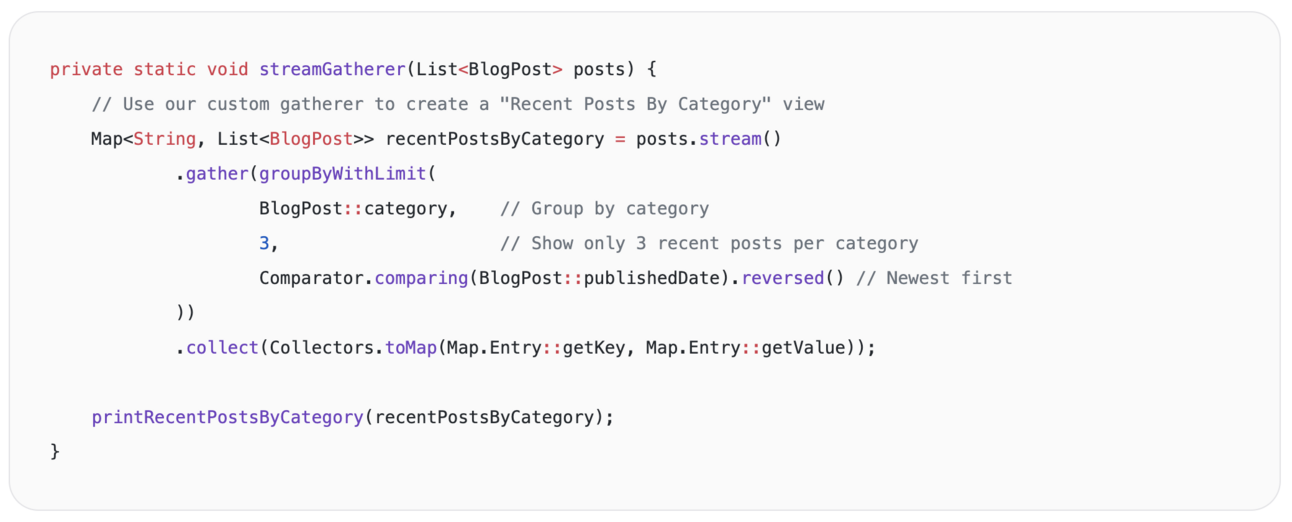 private static void streamGatherer(List<BlogPost> posts) {
    // Use our custom gatherer to create a "Recent Posts By Category" view
    Map<String, List<BlogPost>> recentPostsByCategory = posts.stream()
            .gather(groupByWithLimit(
                    BlogPost::category,    // Group by category
                    3,                     // Show only 3 recent posts per category
                    Comparator.comparing(BlogPost::publishedDate).reversed() // Newest first
            ))
            .collect(Collectors.toMap(Map.Entry::getKey, Map.Entry::getValue));

    printRecentPostsByCategory(recentPostsByCategory);
}